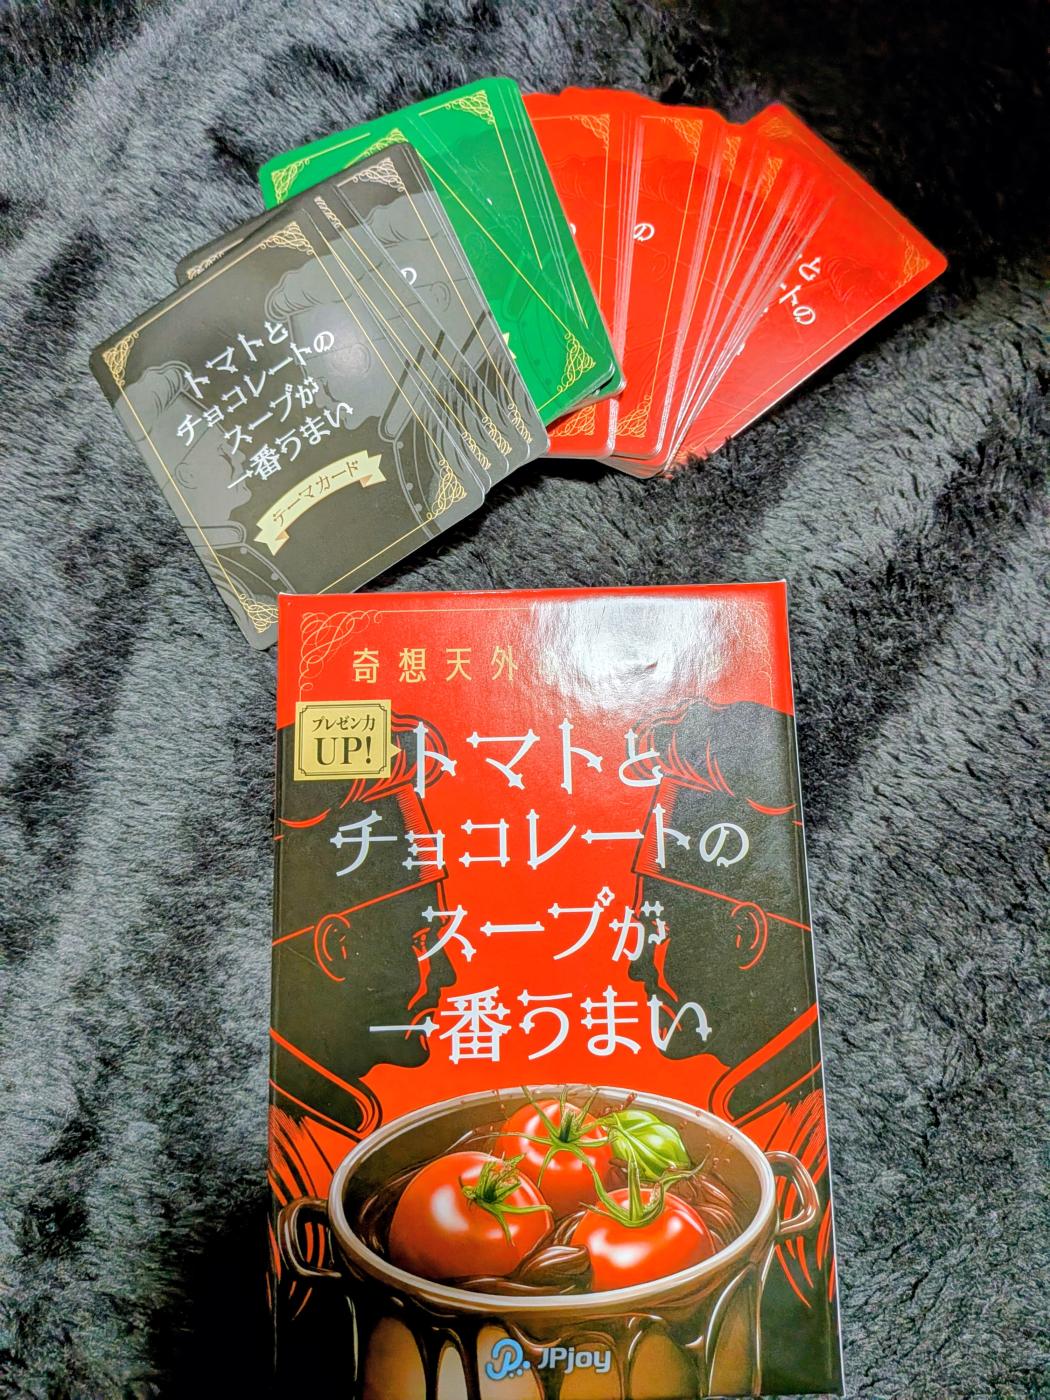 トマトと
チョコレートの
スープが
一番うまい
テーマカード
の
の
と
トの
奇想天外
プレゼン力
UP!
トマトと
チョコレートの
スープが
一番うまい
JPjoy